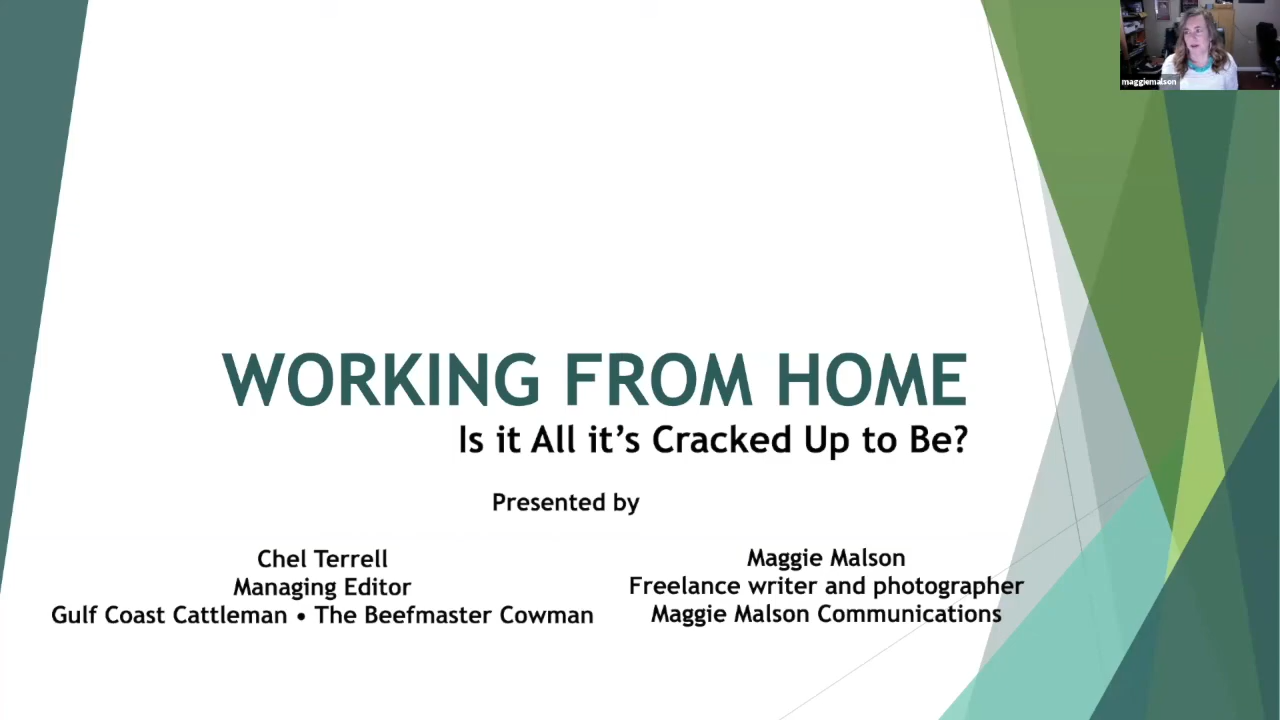 maggiemalson
WORKING FROM HOME
Is it All it's Cracked Up to Be?
Presented by
Chel Terrell
Managing Editor
Gulf Coast Cattleman • The Beefmaster Cowman
Maggie Malson
Freelance writer and photographer
Maggie Malson Communications